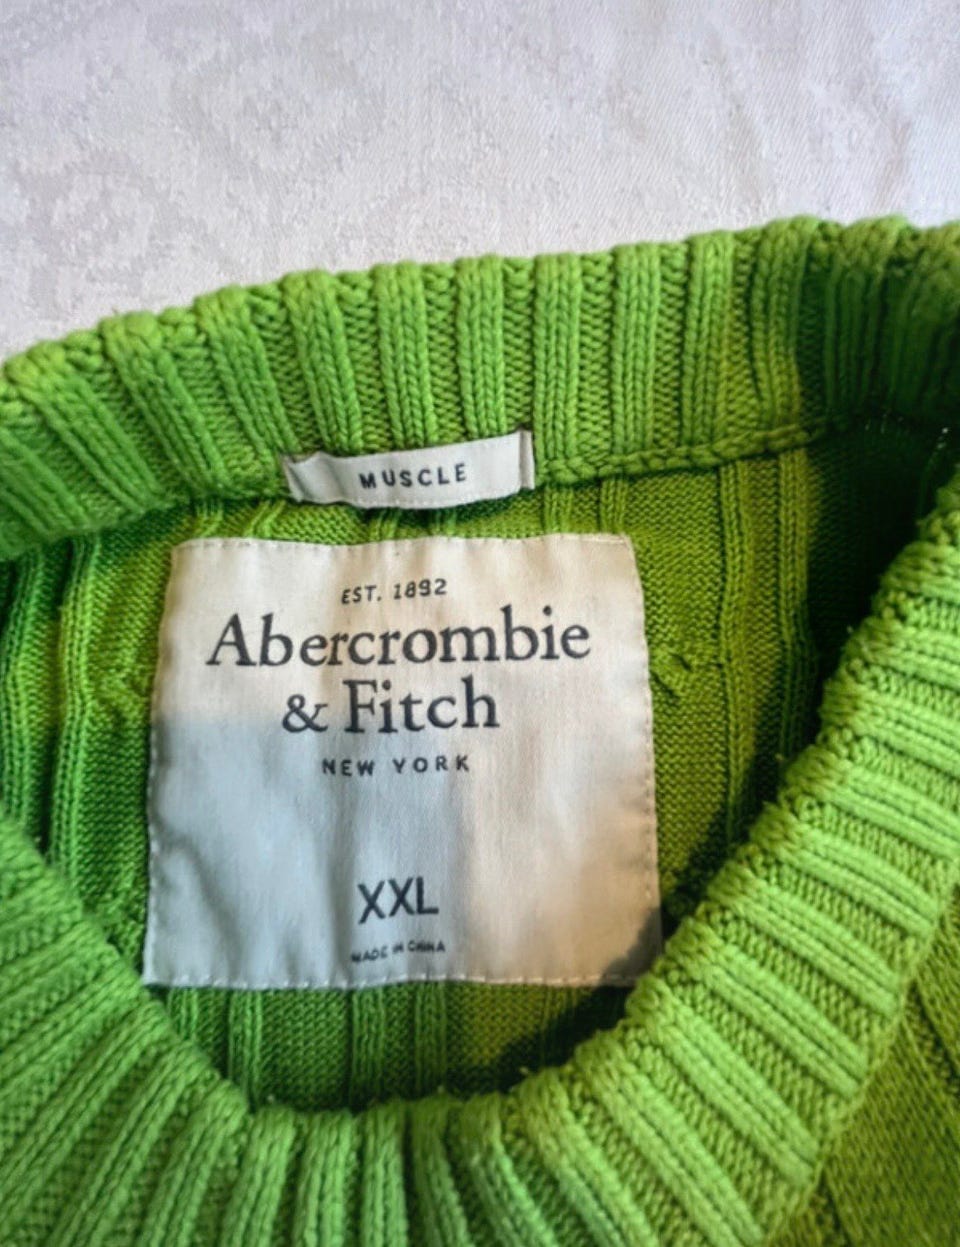 MUSCLE
EST. 1892
Abercrombie
& Fitch
NEW YORK
XXL
MADE IN CHINA